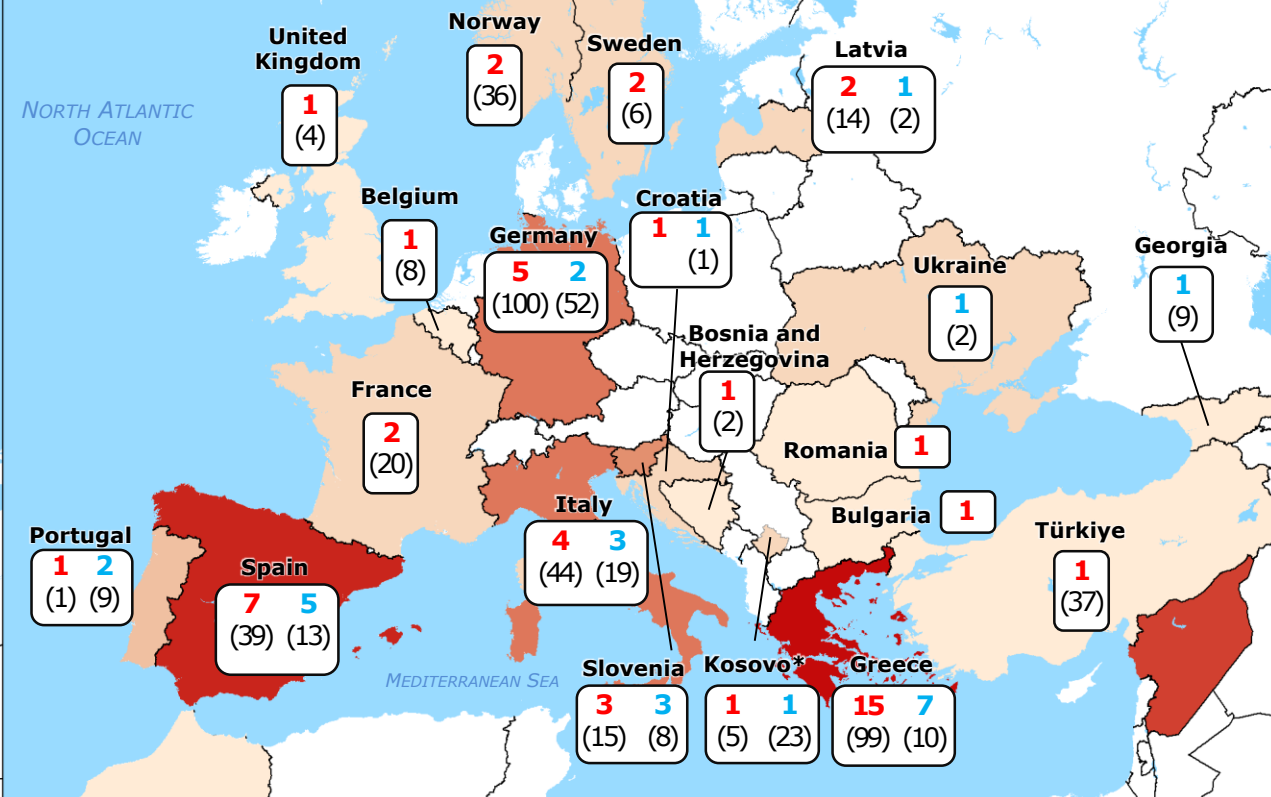 Norway
2
(36)
United
Kingdom
1
(4)
Sweden
2
(6)
Latvia
2 1
(14) (2)
NORTH ATLANTIC
OCEAN
Belgium
1
(8)
Croatia
1 1
(1)
Germany
5 2
(100) (52)
Ukraine
1
(2)
Georgia
1
(9)
Bosnia and
Herzegovina
1
(2)
France
2
(20)
Romania 1
Bulgaria 1
Italy
4 3
(44) (19)
Türkiye
1
(37)
Portugal
1 2
(1) (9)
Spain
7 5
(39) (13)
MEDITERRANEAN SEA
Slovenia
3 3
(15) (8)
Kosovo*
1 1
(5) (23)
Greece
15 7
(99) (10)